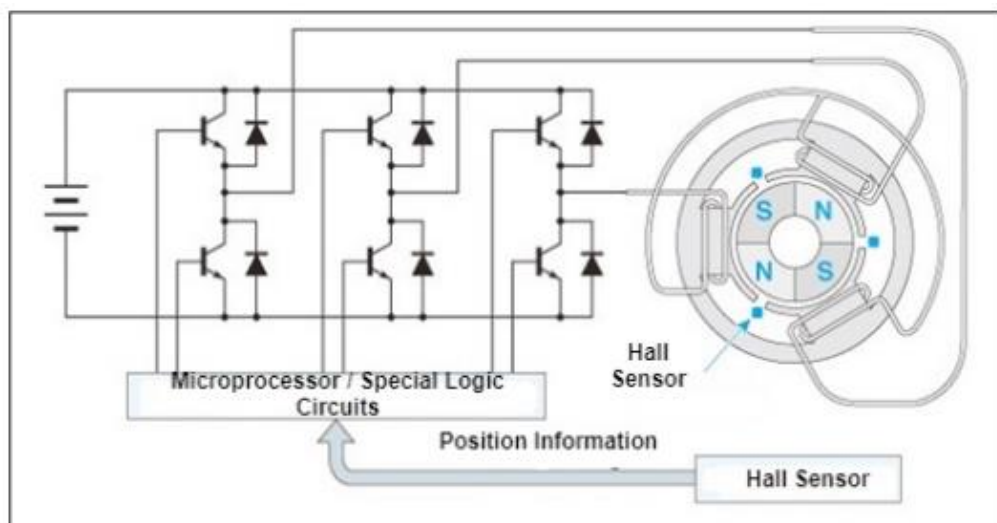 S N
N S
Hall
Sensor
Microprocessor / Special Logic
Circuits
Position Information
Hall Sensor